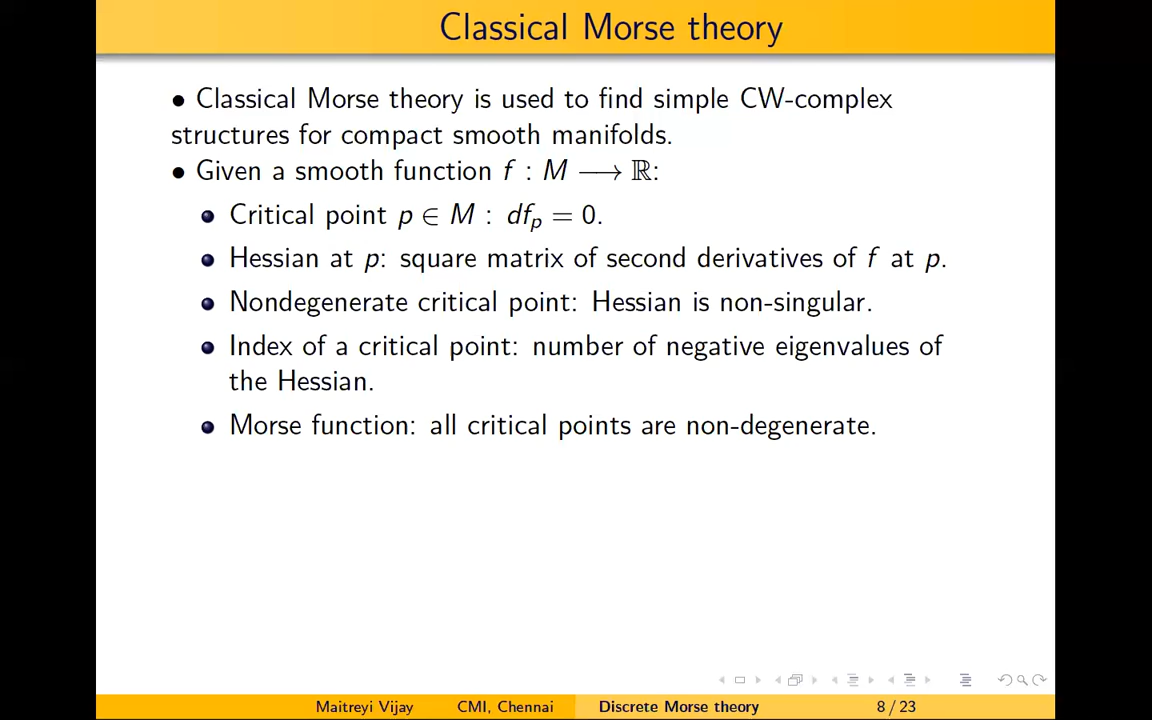 Classical Morse theory
• Classical Morse theory is used to find simple CW-complex
structures for compact smooth manifolds.
• Given a smooth function f : M ⟶ ℝ:
Critical point p ∈ M : df_p = 0.
Hessian at p: square matrix of second derivatives of f at p.
Nondegenerate critical point: Hessian is non-singular.
Index of a critical point: number of negative eigenvalues of
the Hessian.
Morse function: all critical points are non-degenerate.
Maitreyi Vijay CMI, Chennai Discrete Morse theory 8 / 23